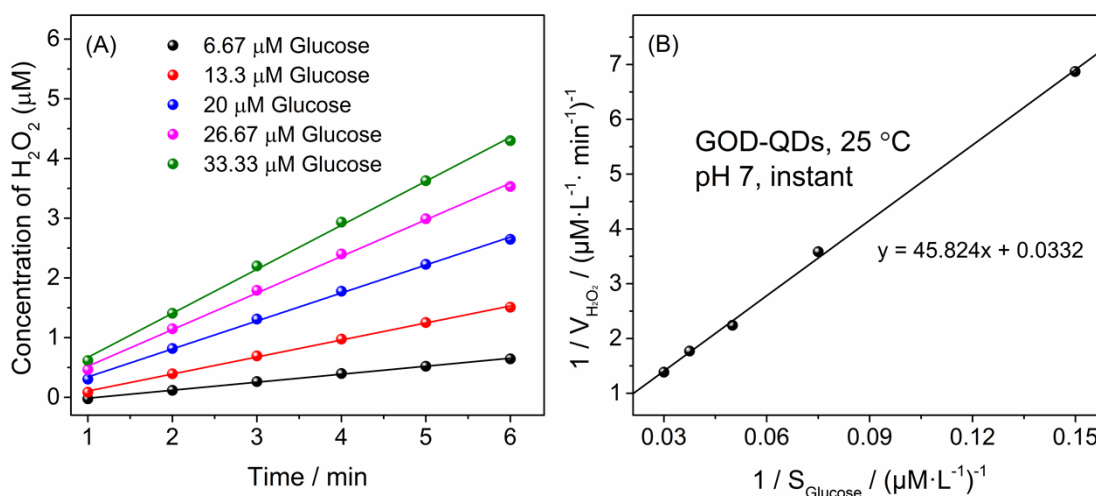 (A)
6.67 μM Glucose
13.3 μM Glucose
20 μM Glucose
26.67 μM Glucose
33.33 μM Glucose
Concentration of H₂O₂ (μM)
6
5
4
3
2
1
0
1 2 3 4 5 6
Time / min
(B)
GOD-QDs, 25 °C
pH 7, instant
y = 45.824x + 0.0332
1 / V_H₂O₂ / (μM·L⁻¹· min⁻¹)⁻¹
7
6
5
4
3
2
1
0.03 0.06 0.09 0.12 0.15
1 / S_Glucose / (μM·L⁻¹)⁻¹